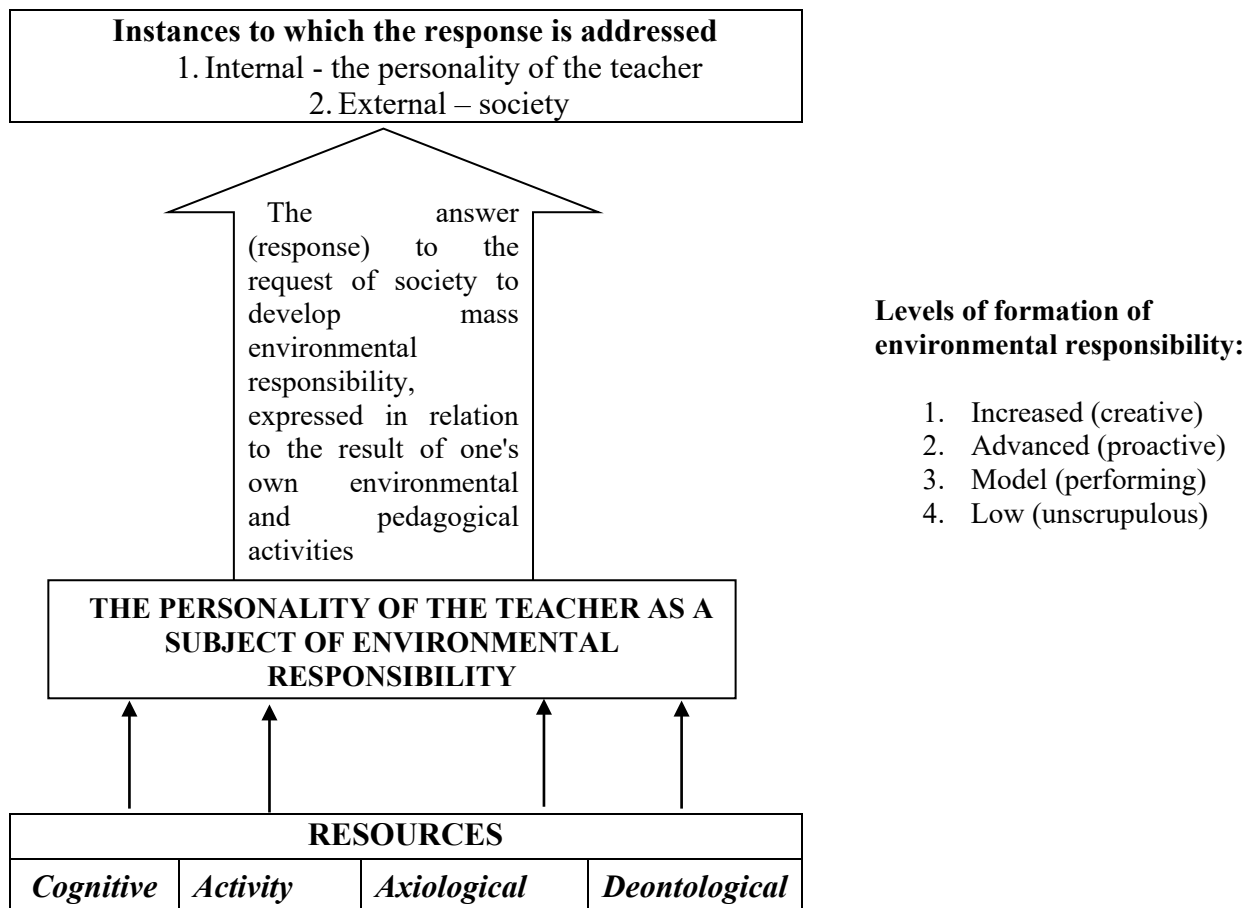 Instances to which the response is addressed
1. Internal - the personality of the teacher
2. External – society
The answer
(response) to the
request of society to
develop mass
environmental
responsibility,
expressed in relation
to the result of one's
own environmental
and pedagogical
activities
Levels of formation of
environmental responsibility:
1. Increased (creative)
2. Advanced (proactive)
3. Model (performing)
4. Low (unscrupulous)
THE PERSONALITY OF THE TEACHER AS A
SUBJECT OF ENVIRONMENTAL
RESPONSIBILITY
RESOURCES
Cognitive Activity Axiological Deontological